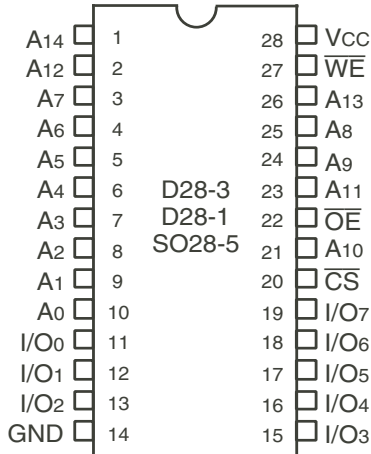 A14 1 28 VCC
A12 2 27 WE
A7 3 26 A13
A6 4 25 A8
A5 5 24 A9
A4 6 D28-3 23 A11
A3 7 D28-1 22 OE
A2 8 SO28-5 21 A10
A1 9 20 CS
A0 10 19 I/O7
I/O0 11 18 I/O6
I/O1 12 17 I/O5
I/O2 13 16 I/O4
GND 14 15 I/O3